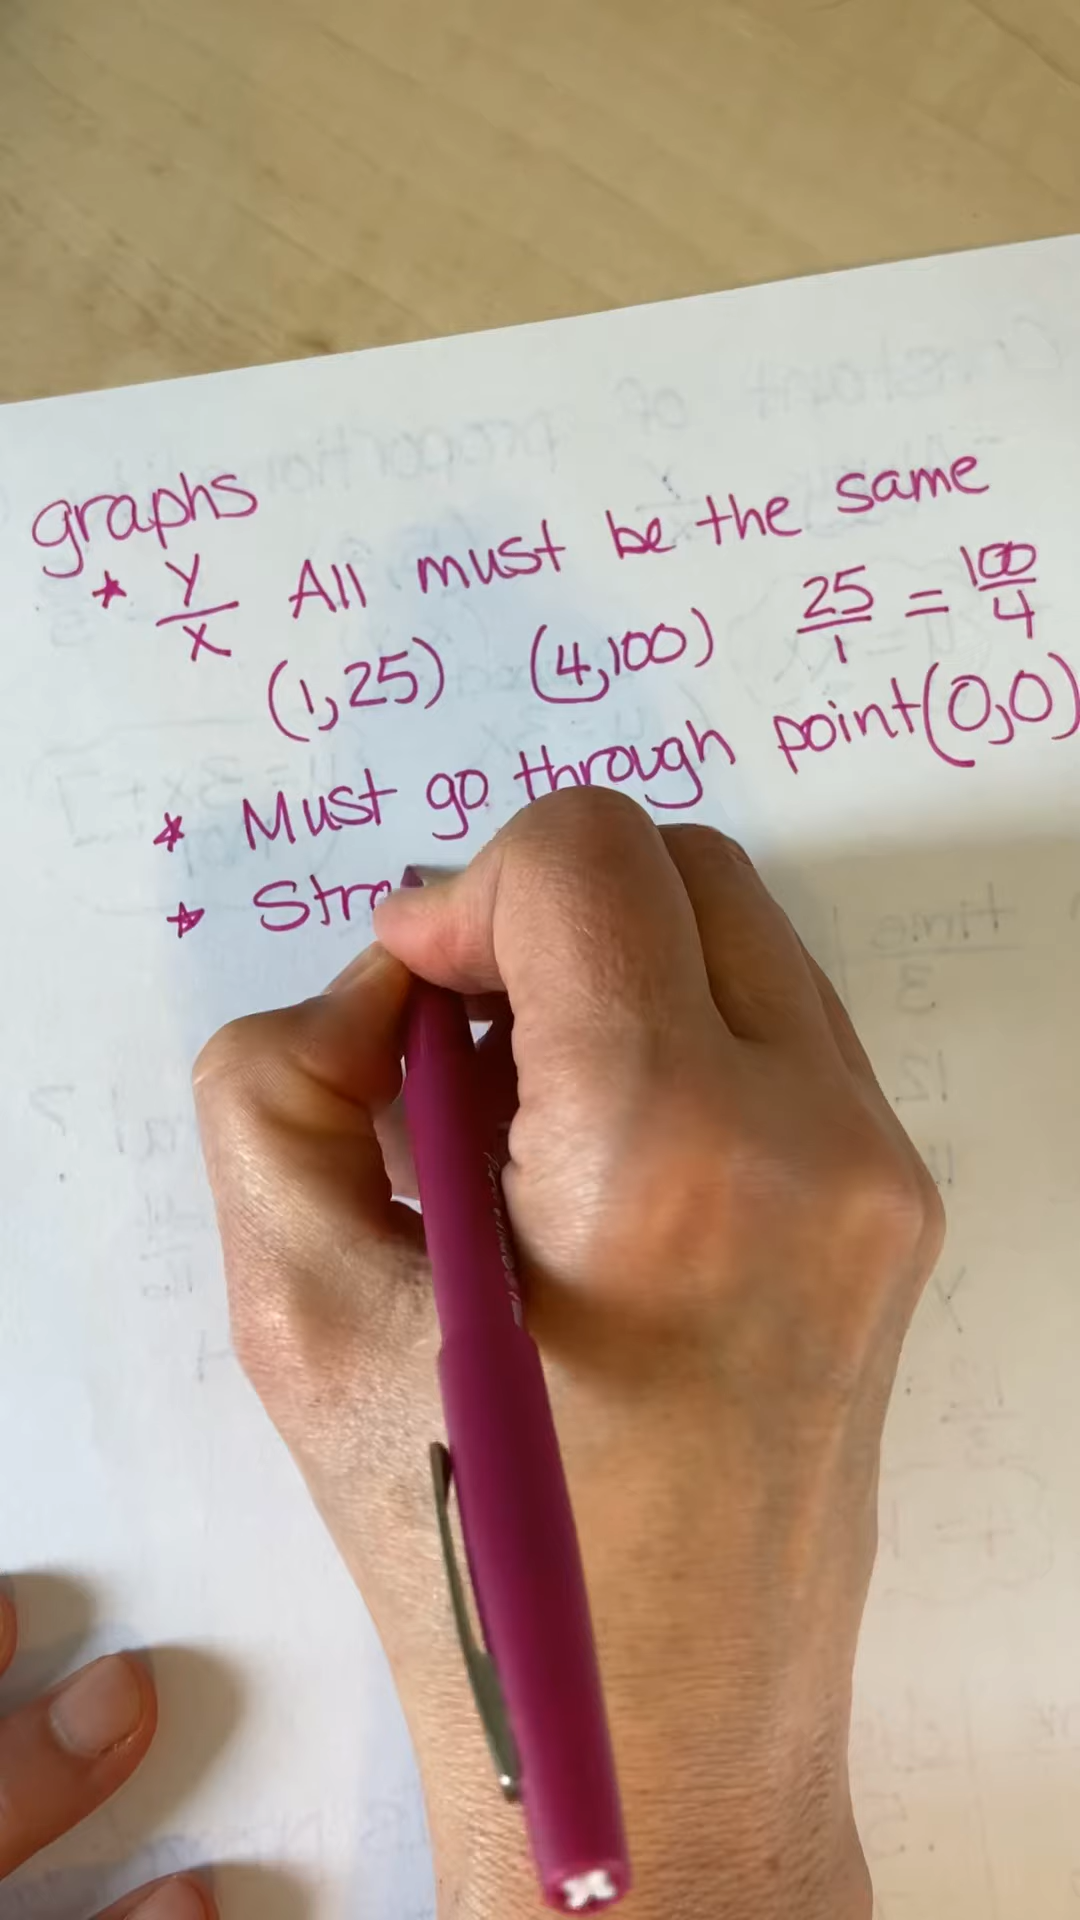 graphs
* y/x All must be the same
(1,25) (4,100) 25/1 = 100/4
* Must go through point(0,0)
* Stra